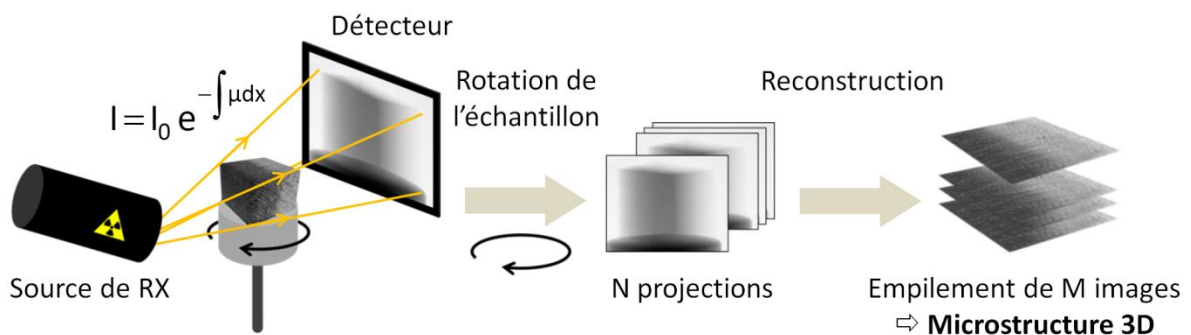 Détecteur
I = I₀ e^(-∫μdx)
Source de RX
Rotation de
l’échantillon
N projections
Reconstruction
Empilement de M images
⇨ Microstructure 3D